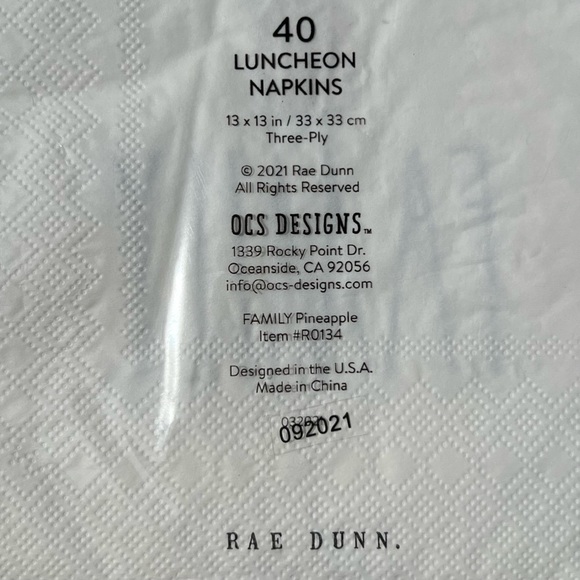 40
LUNCHEON
NAPKINS
13 x 13 in / 33 x 33 cm
Three-Ply
© 2021 Rae Dunn
All Rights Reserved
OCS DESIGNS™
1339 Rocky Point Dr.
Oceanside, CA 92056
info@ocs-designs.com
FAMILY Pineapple
Item #R0134
Designed in the U.S.A.
Made in China
092021
RAE DUNN.